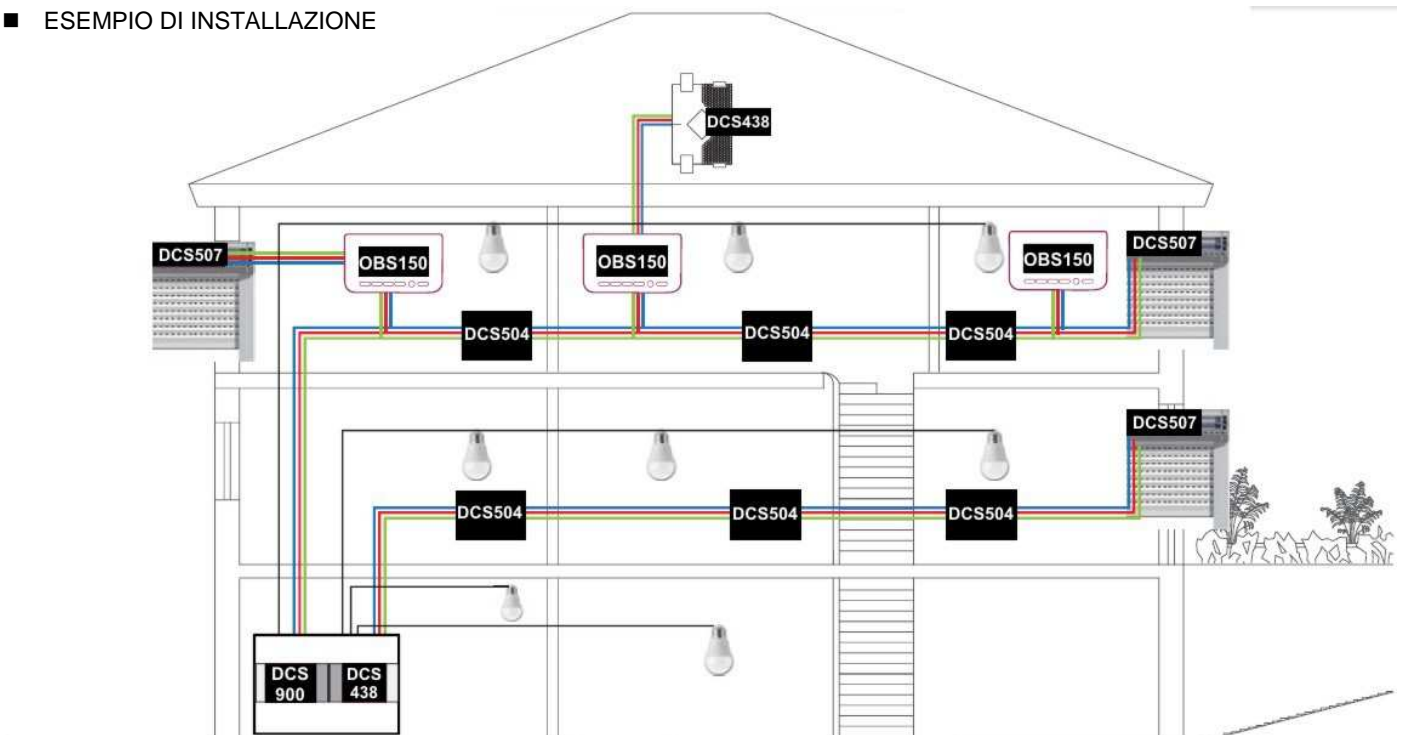 ■ ESEMPIO DI INSTALLAZIONE
DCS438
DCS507
OBS150
OBS150
OBS150
DCS507
DCS504
DCS504
DCS504
DCS507
DCS504
DCS504
DCS504
DCS
900
DCS
438